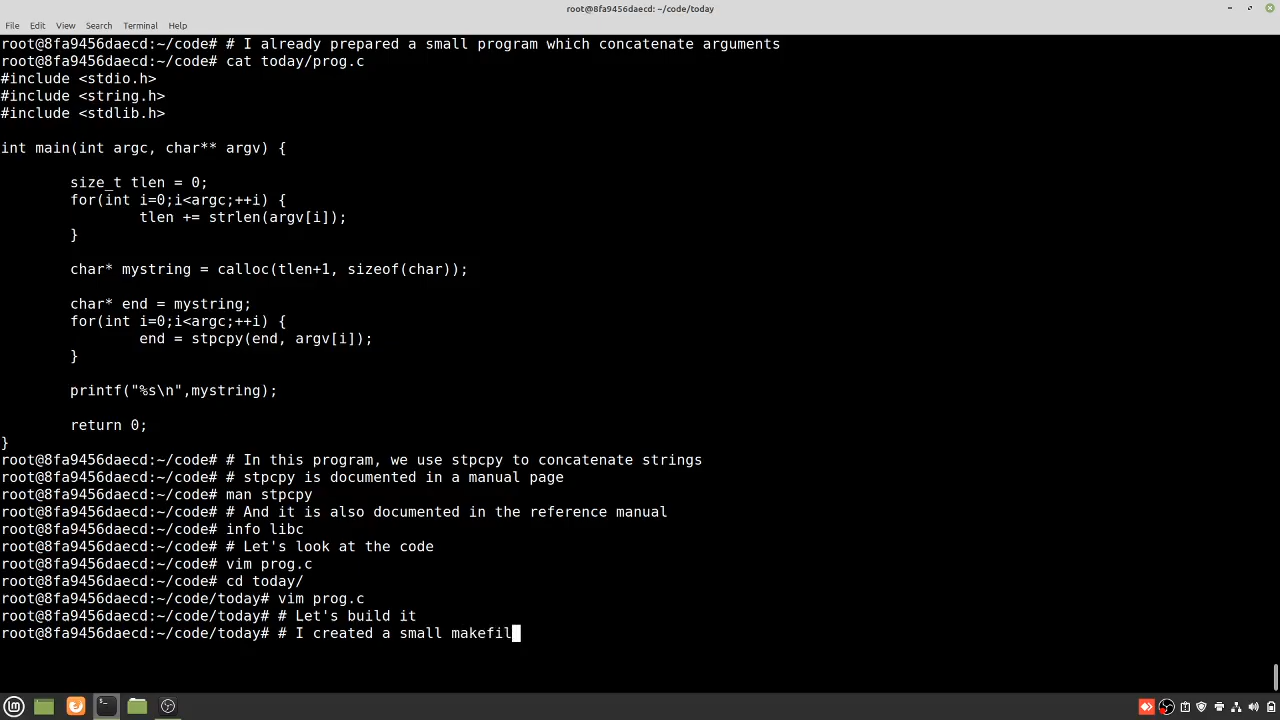 root@8fa9456daecd: ~/code/today
File Edit View Search Terminal Help
root@8fa9456daecd:~/code# # I already prepared a small program which concatenate arguments
root@8fa9456daecd:~/code# cat today/prog.c
#include <stdio.h>
#include <string.h>
#include <stdlib.h>
int main(int argc, char** argv) {
size_t tlen = 0;
for(int i=0;i<argc;++i) {
tlen += strlen(argv[i]);
}
char* mystring = calloc(tlen+1, sizeof(char));
char* end = mystring;
for(int i=0;i<argc;++i) {
end = stpcpy(end, argv[i]);
}
printf("%s\n",mystring);
return 0;
}
root@8fa9456daecd:~/code# # In this program, we use stpcpy to concatenate strings
root@8fa9456daecd:~/code# # stpcpy is documented in a manual page
root@8fa9456daecd:~/code# man stpcpy
root@8fa9456daecd:~/code# # And it is also documented in the reference manual
root@8fa9456daecd:~/code# info libc
root@8fa9456daecd:~/code# # Let's look at the code
root@8fa9456daecd:~/code# vim prog.c
root@8fa9456daecd:~/code# cd today/
root@8fa9456daecd:~/code/today# vim prog.c
root@8fa9456daecd:~/code/today# # Let's build it
root@8fa9456daecd:~/code/today# # I created a small makefil